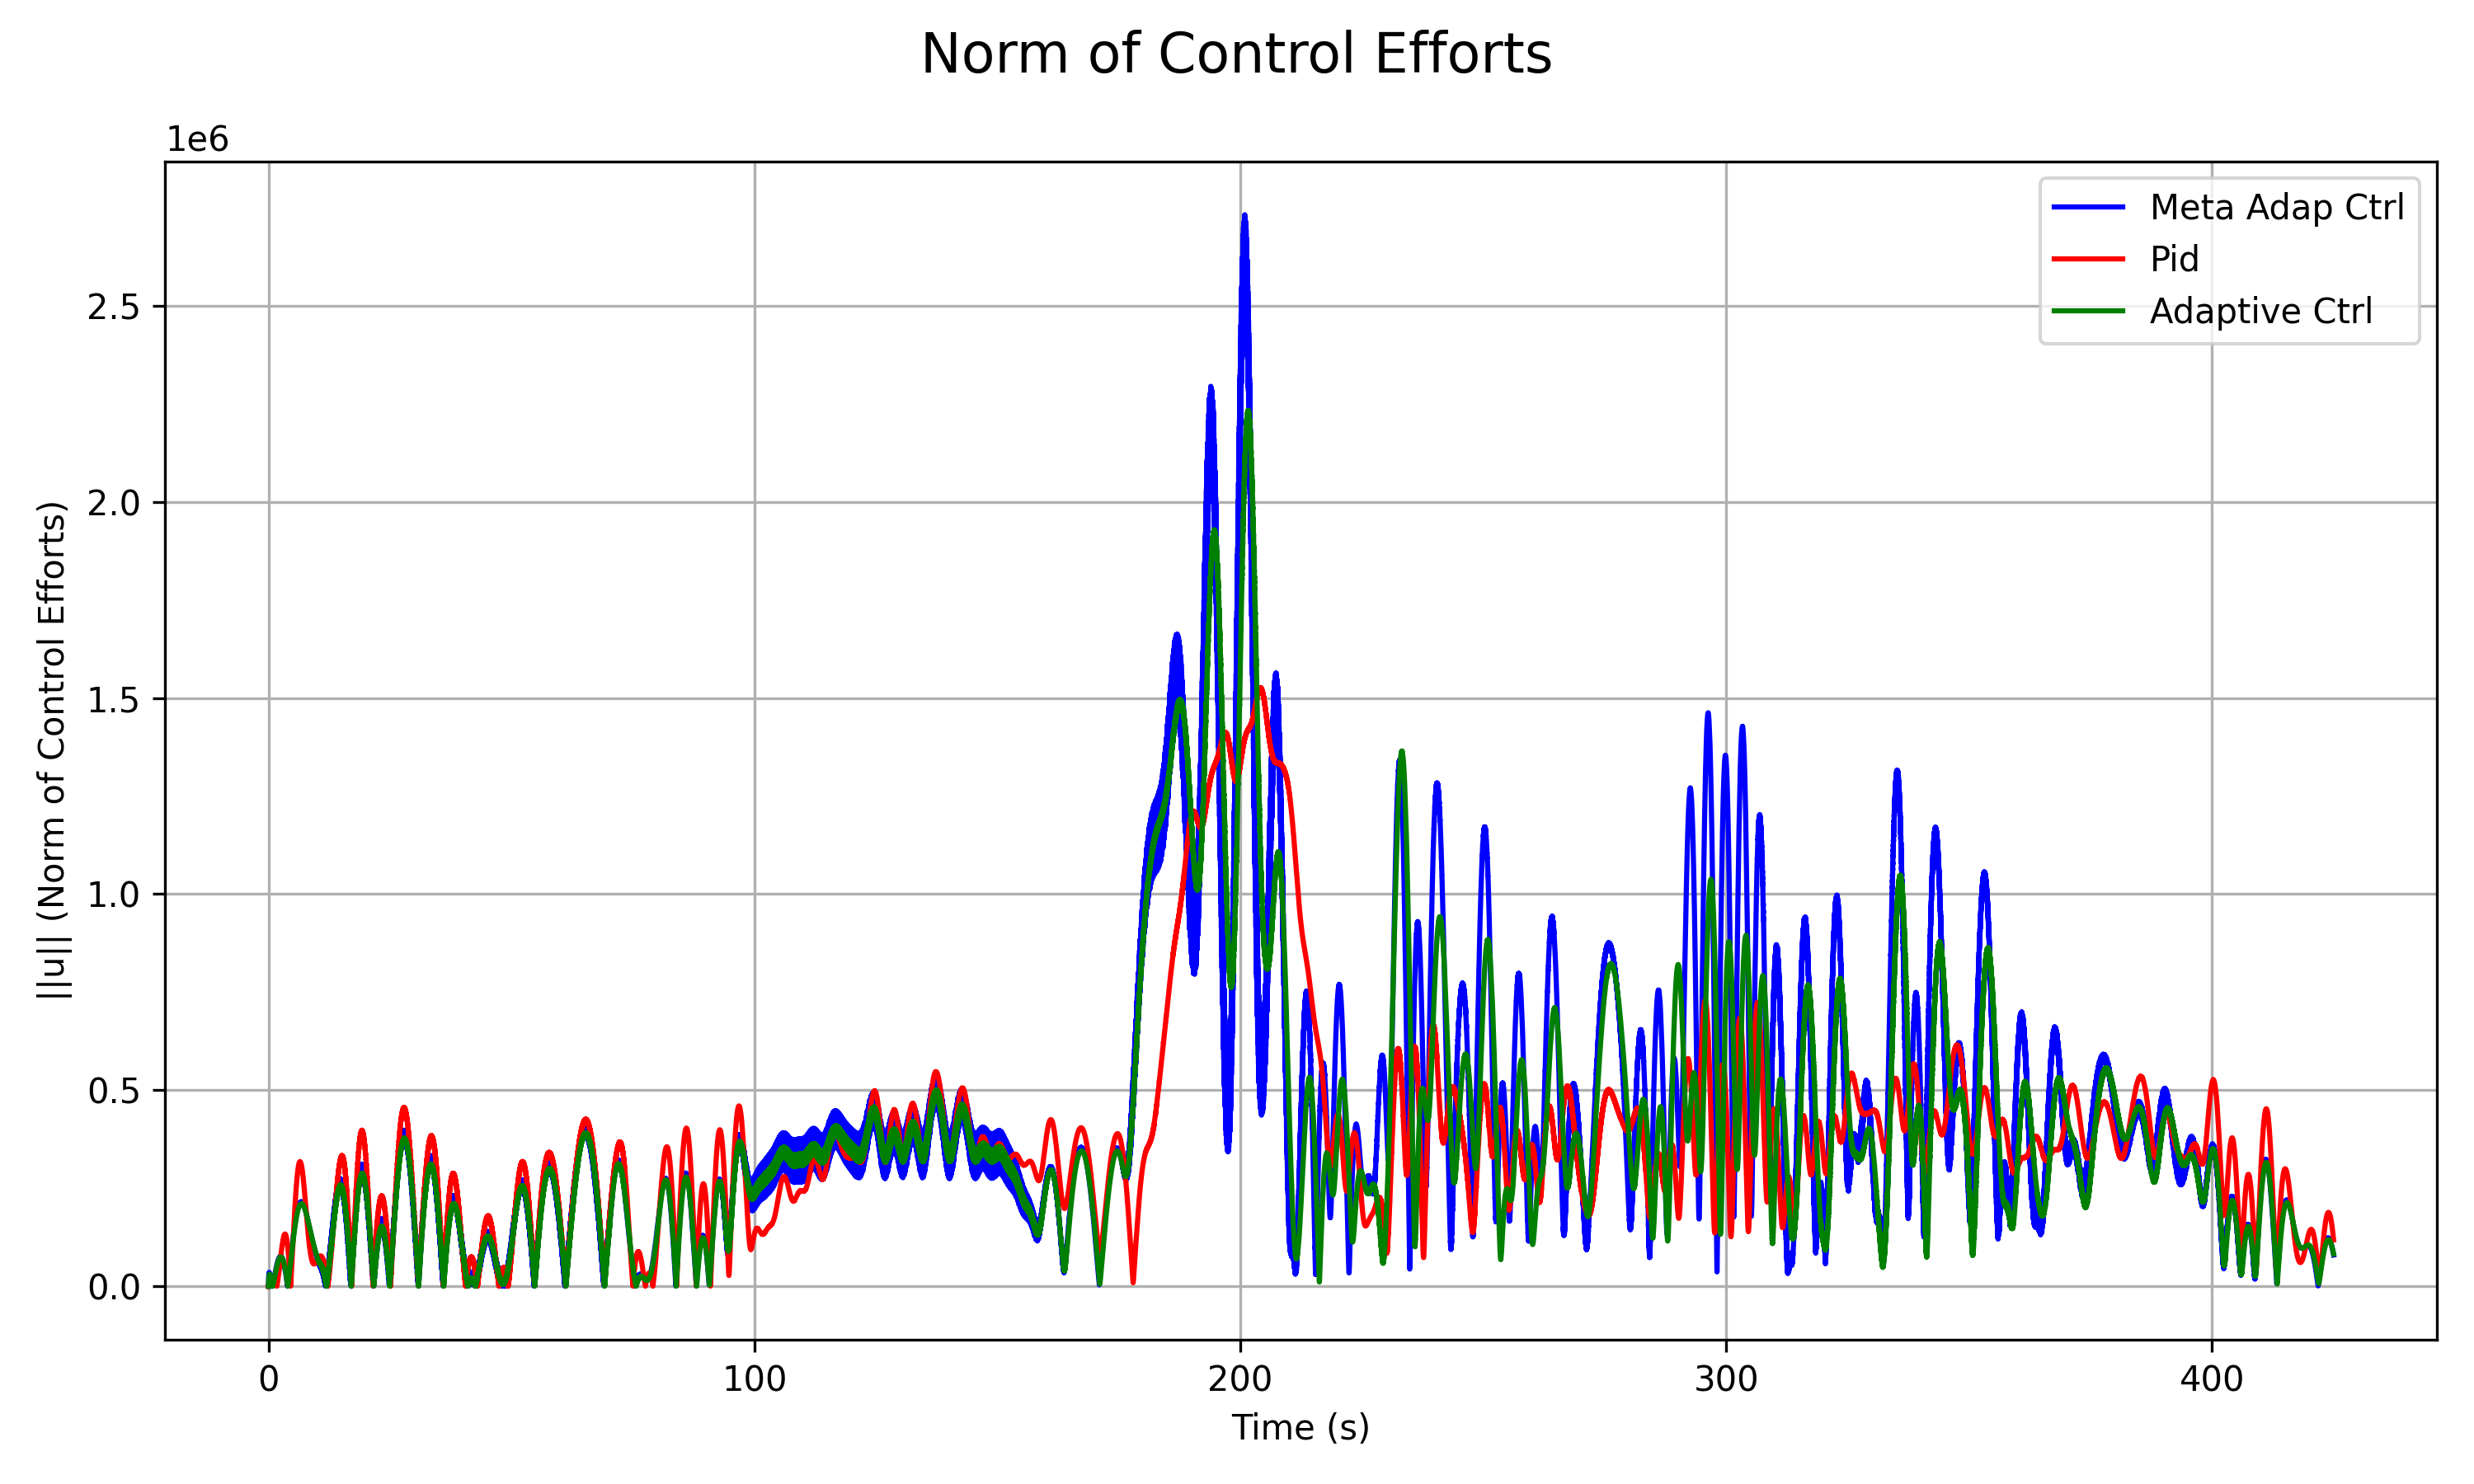 Norm of Control Efforts
1e6
Meta Adap Ctrl
Pid
Adaptive Ctrl
2.5
2.0
1.5
1.0
0.5
0.0
||u|| (Norm of Control Efforts)
0 100 200 300 400
Time (s)